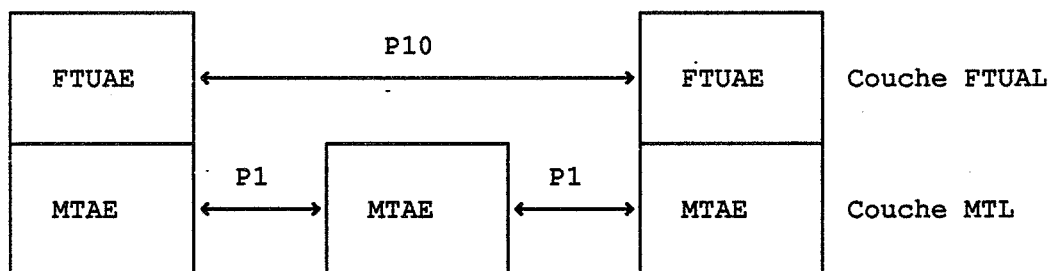 P10
FTUAE FTUAE Couche FTUAL
P1 P1
MTAE MTAE MTAE Couche MTL